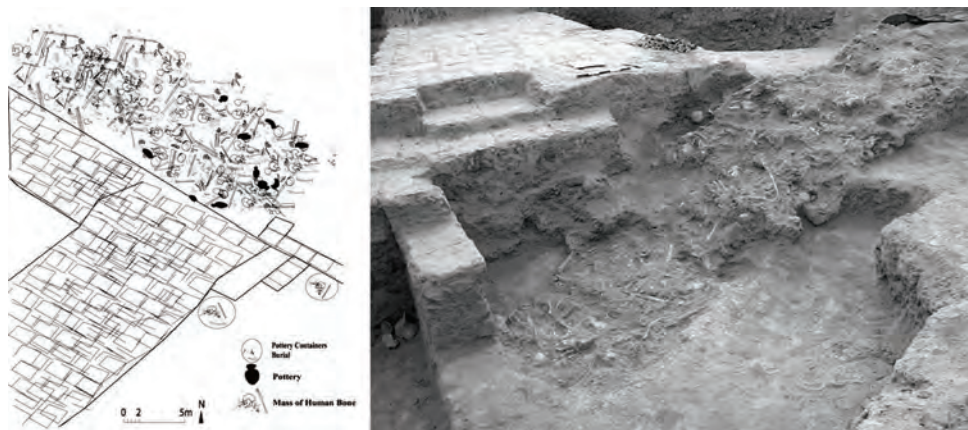 Pottery Containers
Burial
Pottery
Mass of Human Bone
0 2 5m N